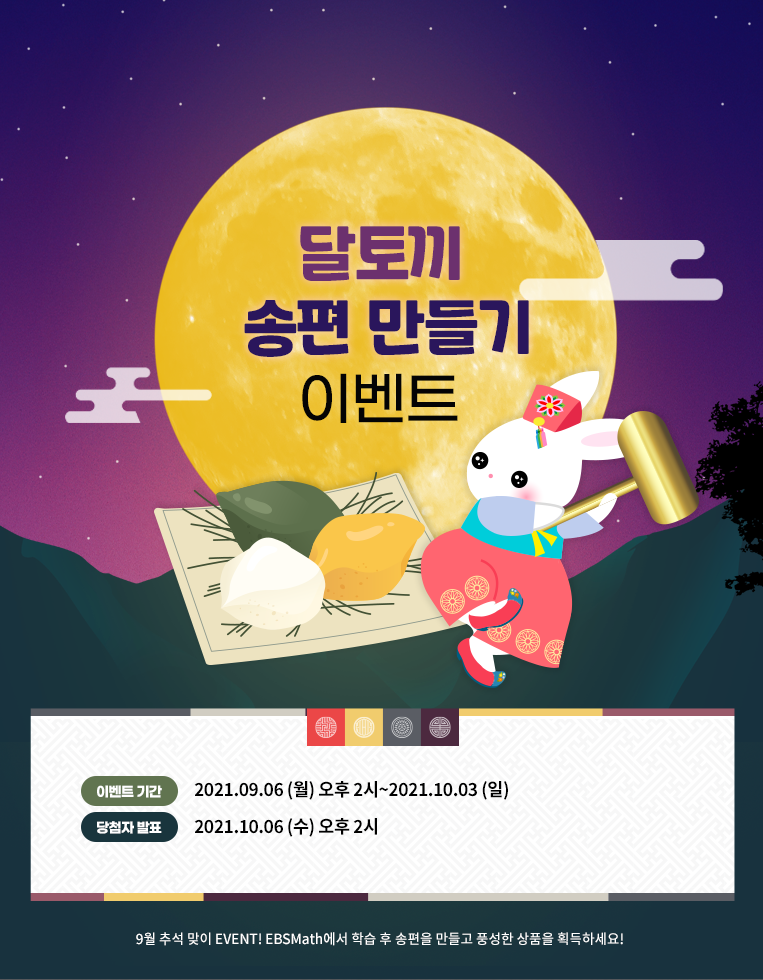 달토끼
송편 만들기
이벤트
이벤트 기간 2021.09.06 (월) 오후 2시~2021.10.03 (일)
당첨자 발표 2021.10.06 (수) 오후 2시
9월 추석 맞이 EVENT! EBSMath에서 학습 후 송편을 만들고 풍성한 상품을 획득하세요!